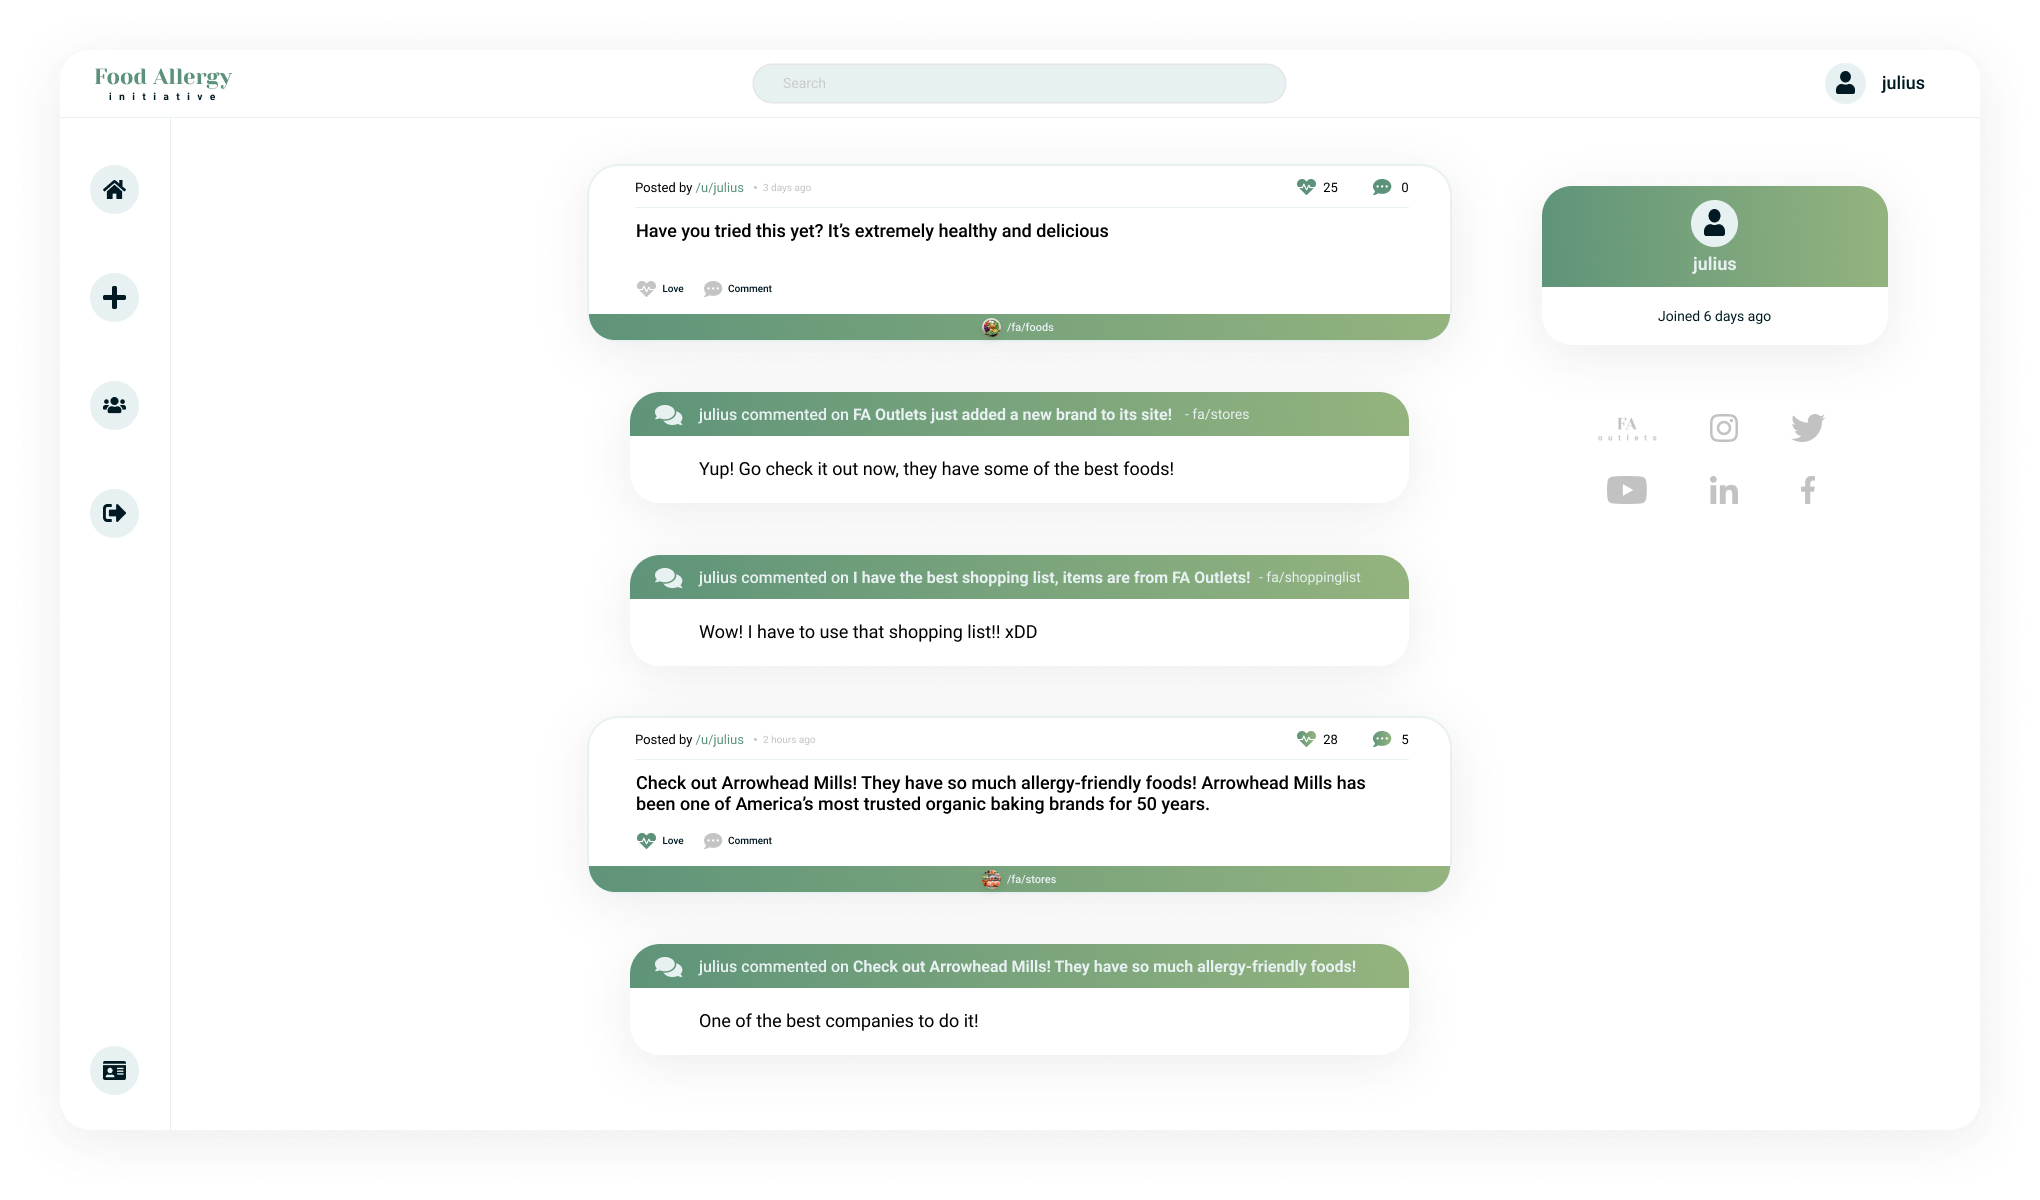 Food Allergy
initiative
Search
julius
Posted by /u/julius • 3 days ago
25
0
Have you tried this yet? It’s extremely healthy and delicious
Love
Comment
/fa/foods
julius
Joined 6 days ago
julius commented on FA Outlets just added a new brand to its site! - fa/stores
Yup! Go check it out now, they have some of the best foods!
FA
outlets
julius commented on I have the best shopping list, items are from FA Outlets! - fa/shoppinglist
Wow! I have to use that shopping list!! xDD
Posted by /u/julius • 2 hours ago
28
5
Check out Arrowhead Mills! They have so much allergy-friendly foods! Arrowhead Mills has
been one of America’s most trusted organic baking brands for 50 years.
Love
Comment
/fa/stores
julius commented on Check out Arrowhead Mills! They have so much allergy-friendly foods!
One of the best companies to do it!